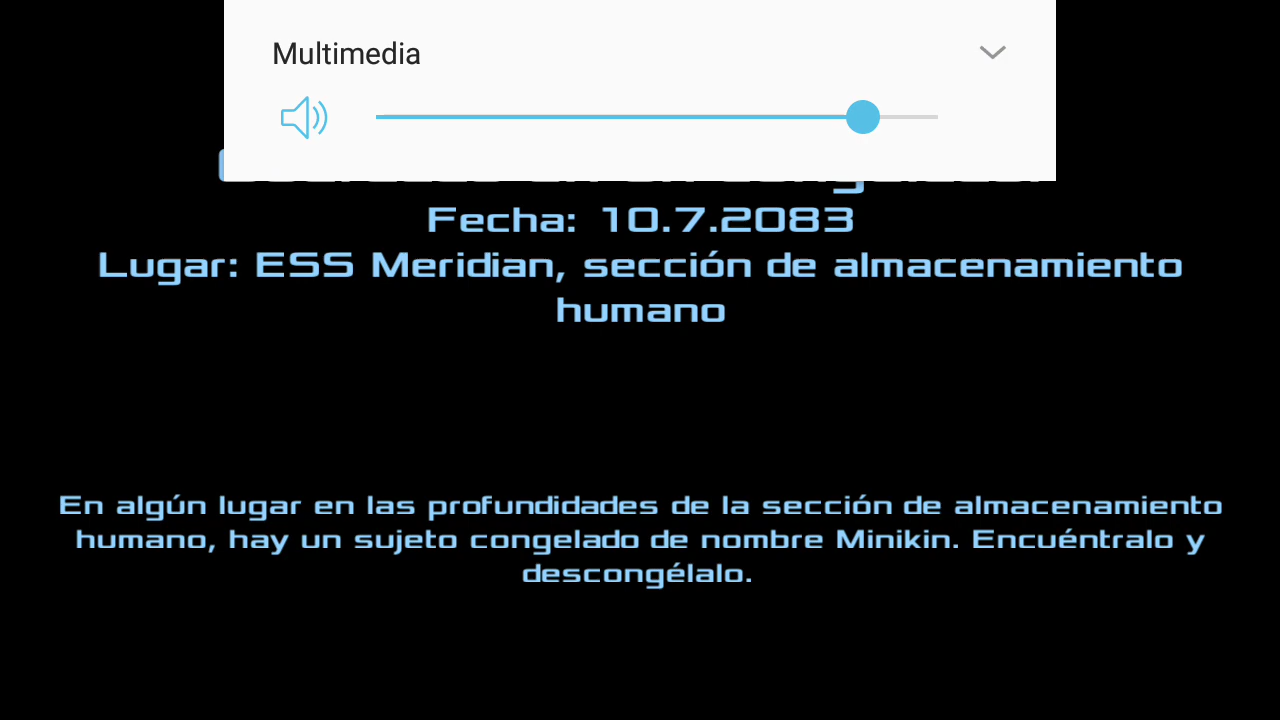 Multimedia
Fecha: 10.7.2083
Lugar: ESS Meridian, sección de almacenamiento
humano
En algún lugar en las profundidades de la sección de almacenamiento
humano, hay un sujeto congelado de nombre Minikin. Encuéntralo y
descongélalo.